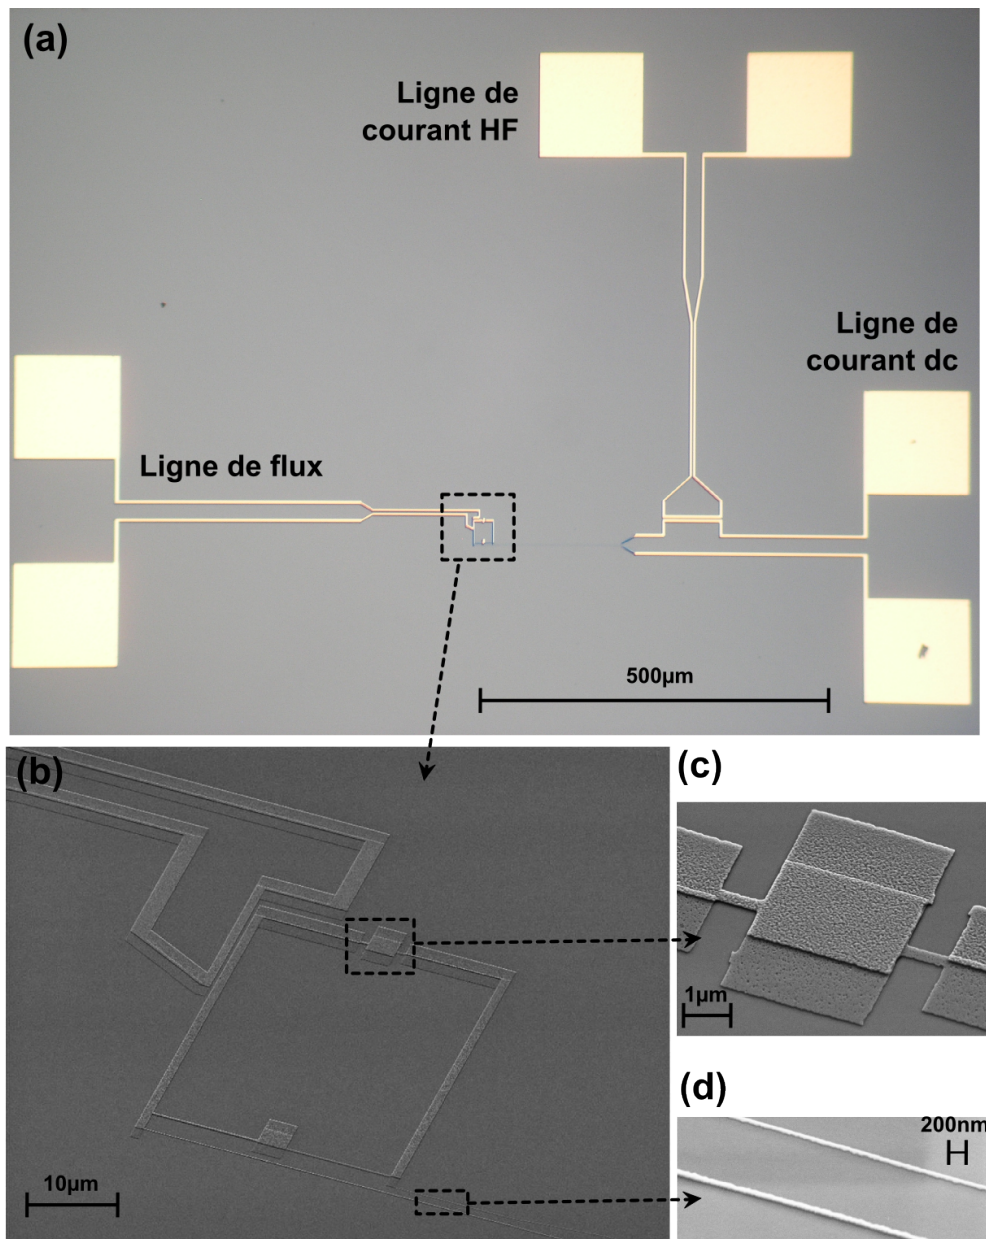 (a)
Ligne de
courant HF
Ligne de
courant dc
Ligne de flux
500µm
(b)
10µm
(c)
1µm
(d)
200nm